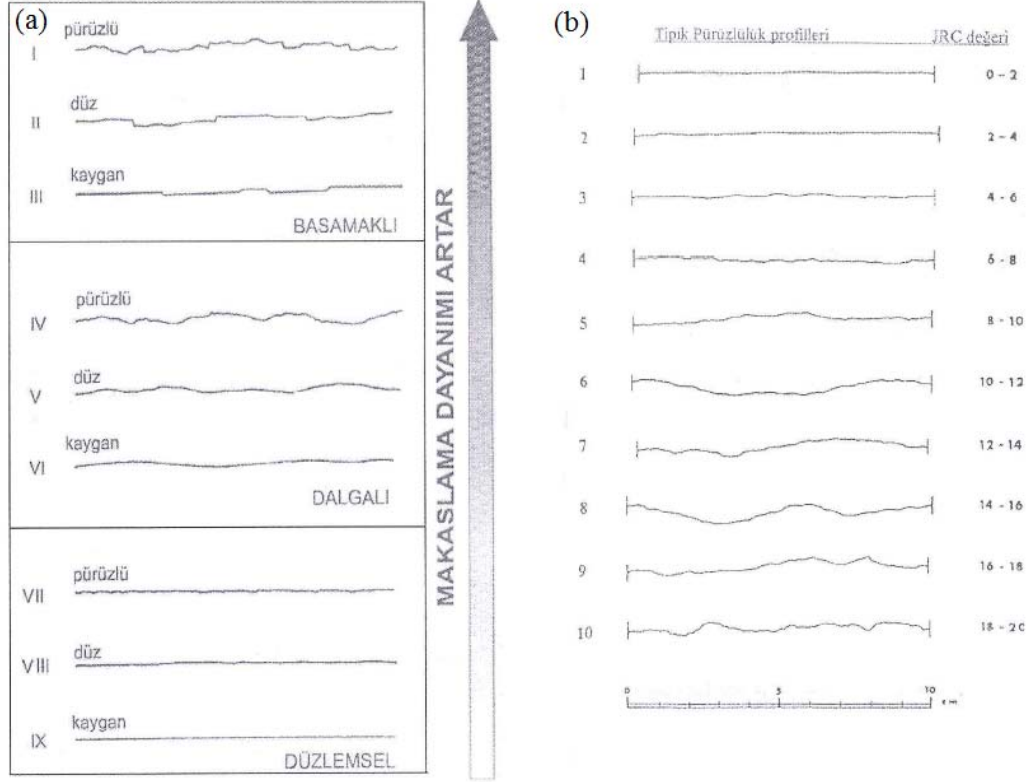 (a)
pürüzlü
I
düz
II
kaygan
III
BASAMAKLI
pürüzlü
IV
düz
V
kaygan
VI
DALGALI
pürüzlü
VII
düz
VIII
kaygan
IX
DÜZLEMSEL
MAKASLAMA DAYANIMI ARTAR
(b)
Tipik Pürüzlülük profilleri JRC değeri
1 0 - 2
2 2 - 4
3 4 - 6
4 6 - 8
5 8 - 10
6 10 - 12
7 12 - 14
8 14 - 16
9 16 - 18
10 18 - 20
0 5 10